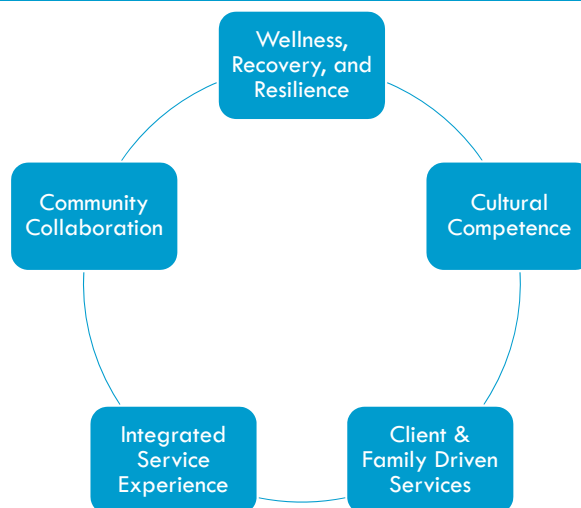 Wellness,
Recovery, and
Resilience
Cultural
Competence
Client &
Family Driven
Services
Integrated
Service
Experience
Community
Collaboration